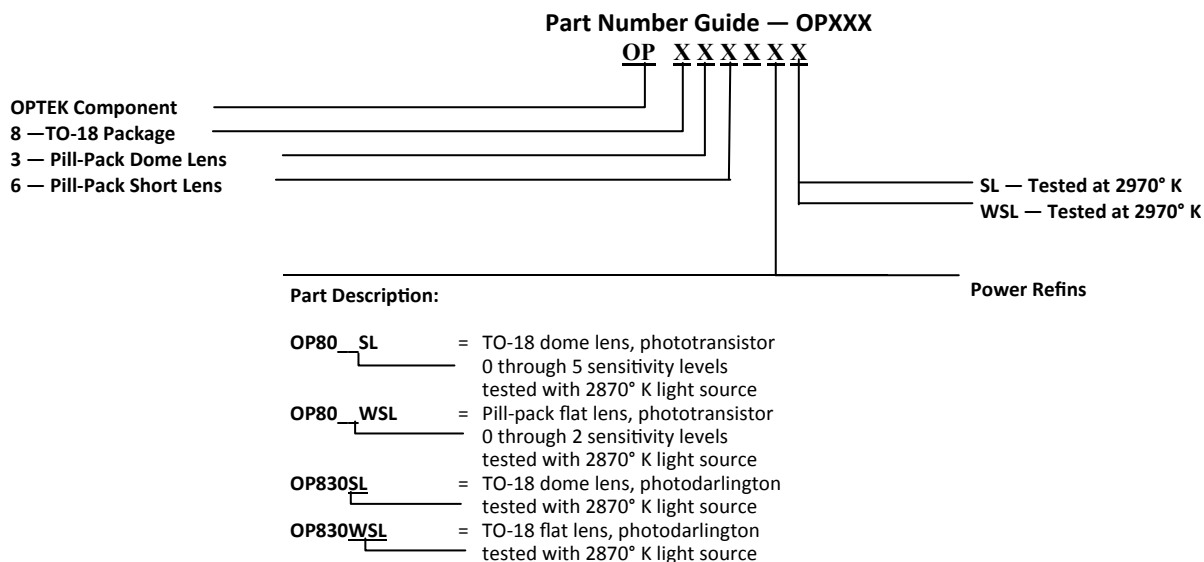 Part Number Guide — OPXXX
OP X X X X X X
OPTEK Component
8 —TO-18 Package
3 — Pill-Pack Dome Lens
6 — Pill-Pack Short Lens
SL — Tested at 2970° K
WSL — Tested at 2970° K
Power Refins
Part Description:
OP80__SL = TO-18 dome lens, phototransistor
0 through 5 sensitivity levels
tested with 2870° K light source
OP80__WSL = Pill-pack flat lens, phototransistor
0 through 2 sensitivity levels
tested with 2870° K light source
OP830SL = TO-18 dome lens, photodarlington
tested with 2870° K light source
OP830WSL = TO-18 flat lens, photodarlington
tested with 2870° K light source